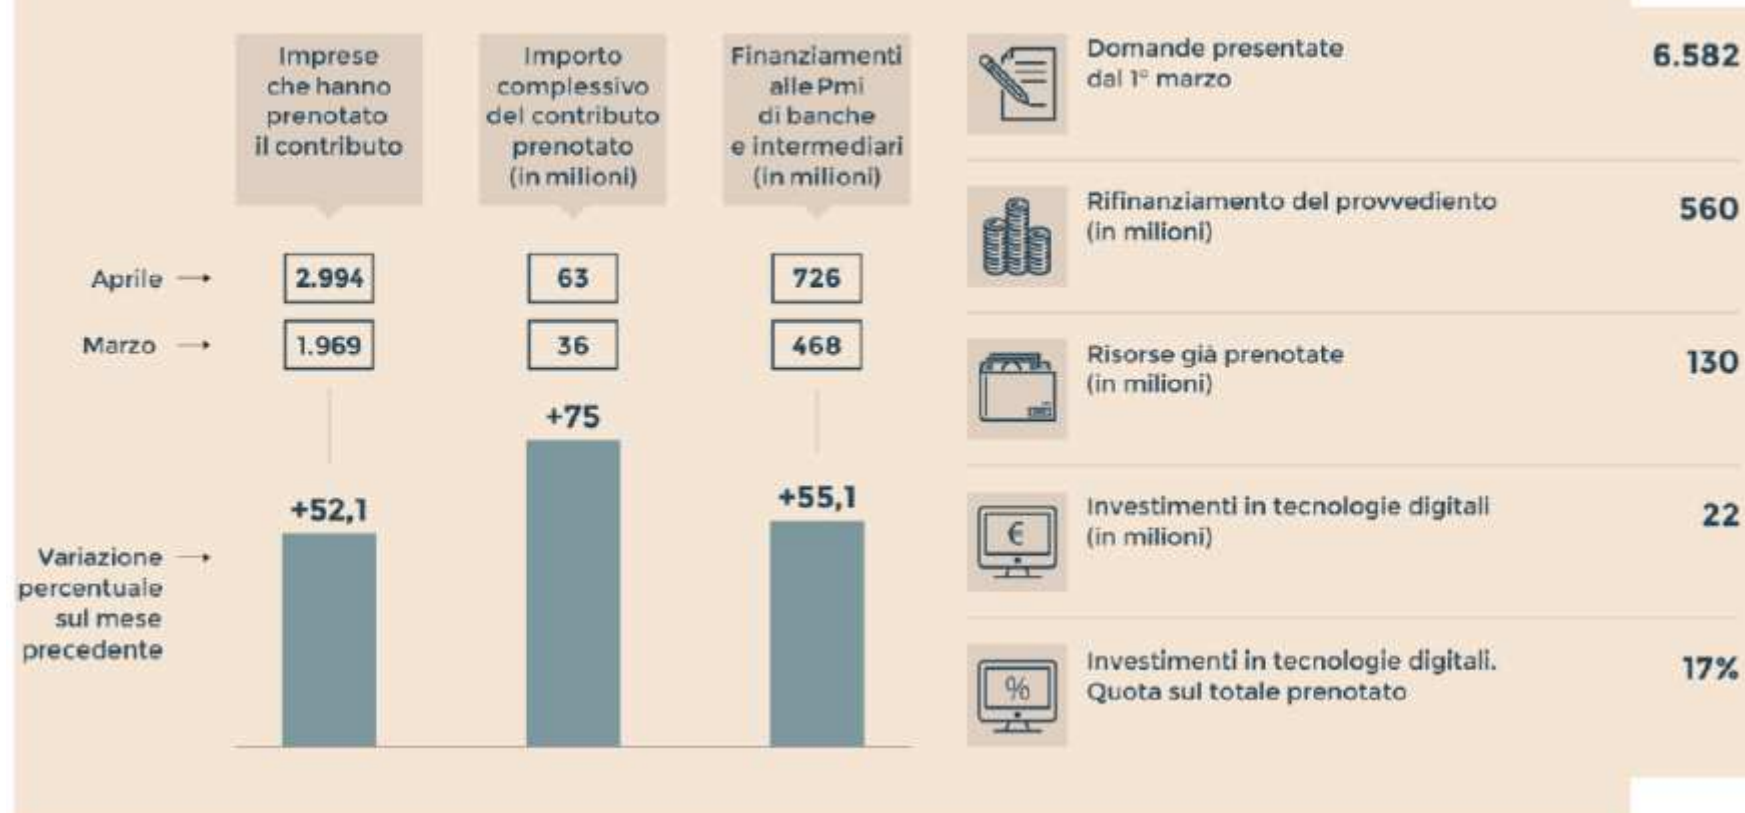 Imprese
che hanno
prenotato
il contributo
Importo
complessivo
del contributo
prenotato
(in milioni)
Finanziamenti
alle Pmi
di banche
e intermediari
(in milioni)
Aprile
2.994
63
726
Marzo
1.969
36
468
+52,1
+75
+55,1
Variazione
percentuale
sul mese
precedente
Domande presentate
dal 1° marzo
6.582
Rifinanziamento del provvediento
(in milioni)
560
Risorse già prenotate
(in milioni)
130
€
Investimenti in tecnologie digitali
(in milioni)
22
%
Investimenti in tecnologie digitali.
Quota sul totale prenotato
17%